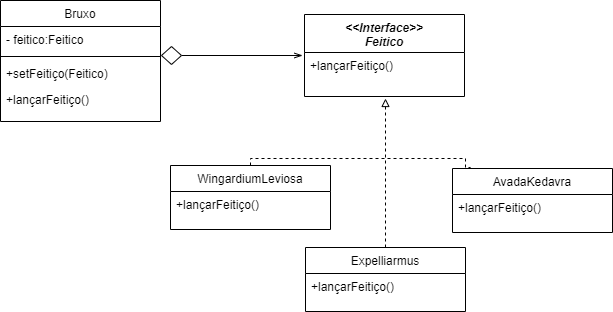 Bruxo
- feitico:Feitico
+setFeitiço(Feitico)
+lançarFeitiço()
<<Interface>>
Feitico
+lançarFeitiço()
WingardiumLeviosa
+lançarFeitiço()
AvadaKedavra
+lançarFeitiço()
Expelliarmus
+lançarFeitiço()